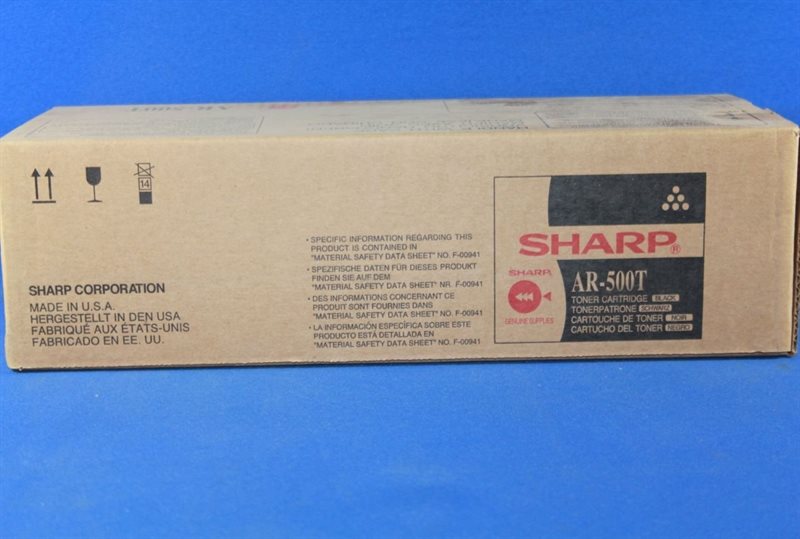 14
SHARP CORPORATION
MADE IN U.S.A.
HERGESTELLT IN DEN USA
FABRIQUÉ AUX ÉTATS-UNIS
FABRICADO EN EE. UU.
• SPECIFIC INFORMATION REGARDING THIS
PRODUCT IS CONTAINED IN
"MATERIAL SAFETY DATA SHEET" NO. F-00941
• SPEZIFISCHE DATEN FÜR DIESES PRODUKT
FINDEN SIE AUF DEM
"MATERIAL SAFETY DATA SHEET" NR. F-00941
• DES INFORMATIONS CONCERNANT CE
PRODUIT SONT FOURNIES DANS
"MATERIAL SAFETY DATA SHEET" NO. F-00941
• LA INFORMACIÓN ESPECÍFICA SOBRE ESTE
PRODUCTO ESTÁ DETALLADA EN
"MATERIAL SAFETY DATA SHEET" NO. F-00941
SHARP®
SHARP
GENUINE SUPPLIES
AR-500T
TONER CARTRIDGE BLACK
TONERPATRONE SCHWARZ
CARTOUCHE DE TONER NOIR
CARTUCHO DEL TONER NEGRO